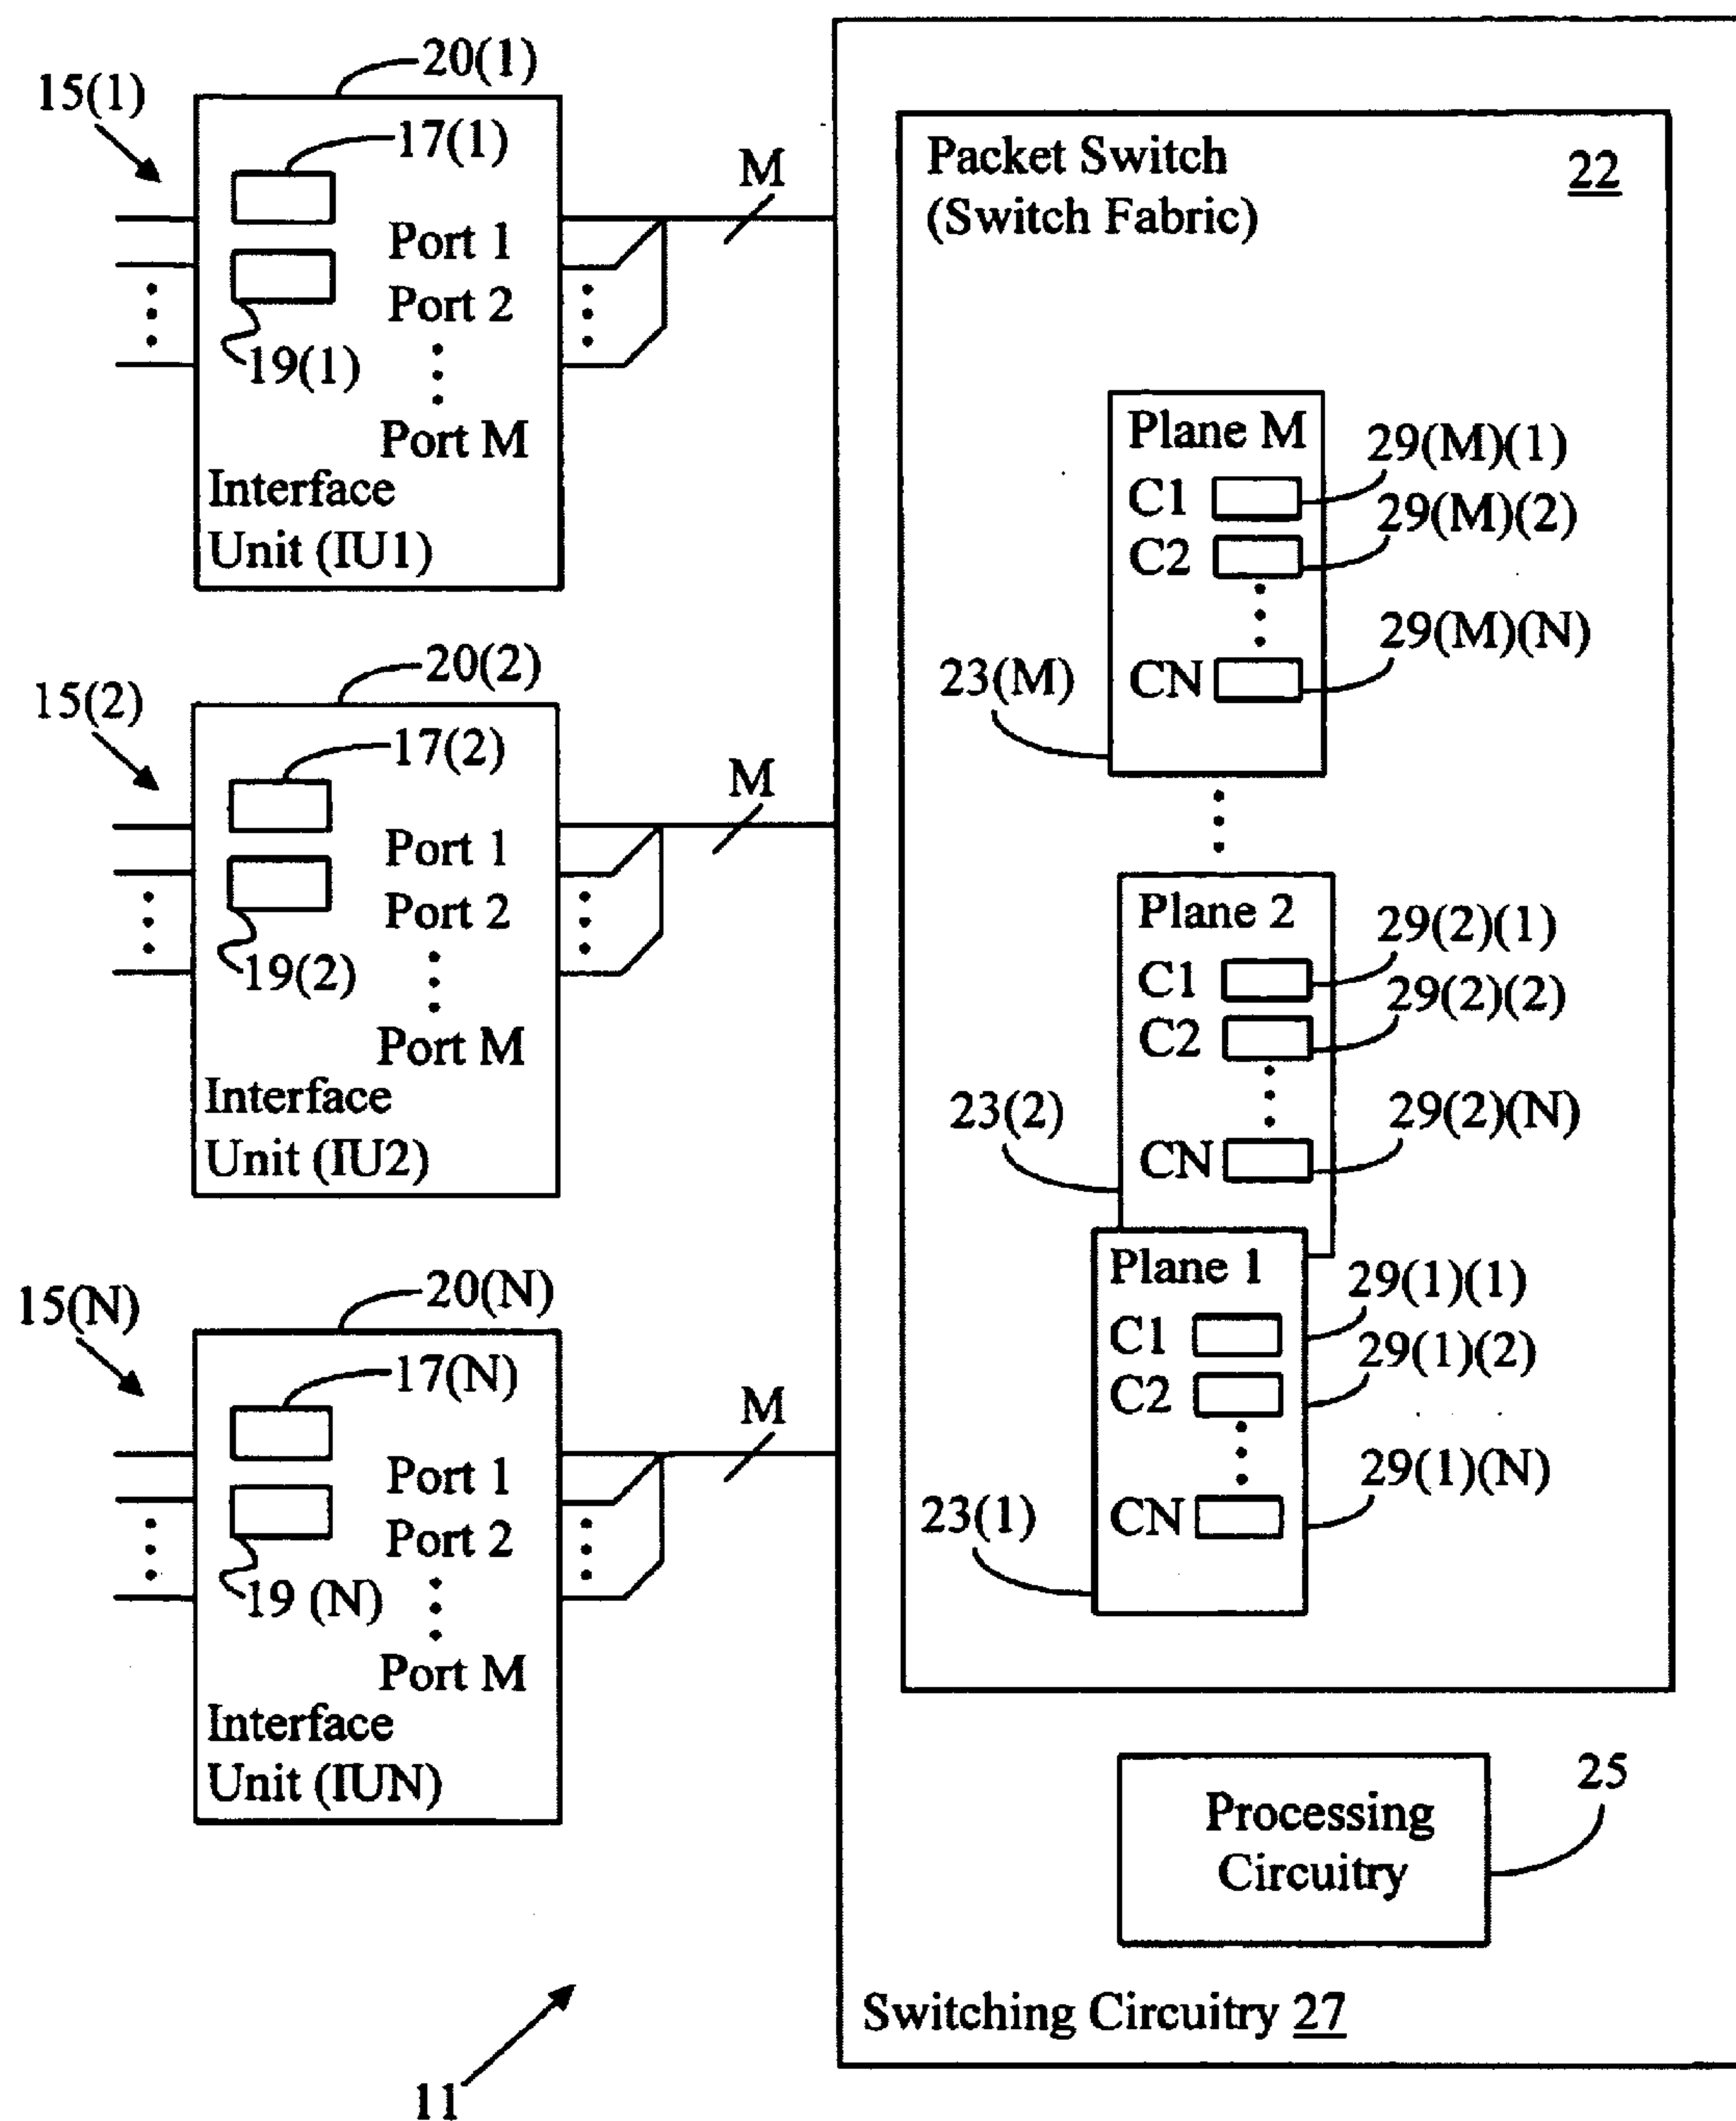 20(1)
15(1)
17(1)
Port 1
Port 2
19(1)
Port M
Interface
Unit (IU1)
M
20(2)
15(2)
17(2)
Port 1
Port 2
19(2)
Port M
Interface
Unit (IU2)
M
20(N)
15(N)
17(N)
Port 1
Port 2
19 (N)
Port M
Interface
Unit (IUN)
M
11
Packet Switch
(Switch Fabric)
22
Plane M
C1
29(M)(1)
C2
29(M)(2)
CN
29(M)(N)
23(M)
Plane 2
C1
29(2)(1)
C2
29(2)(2)
CN
29(2)(N)
23(2)
Plane 1
C1
29(1)(1)
C2
29(1)(2)
CN
29(1)(N)
23(1)
Processing
Circuitry
25
Switching Circuitry 27